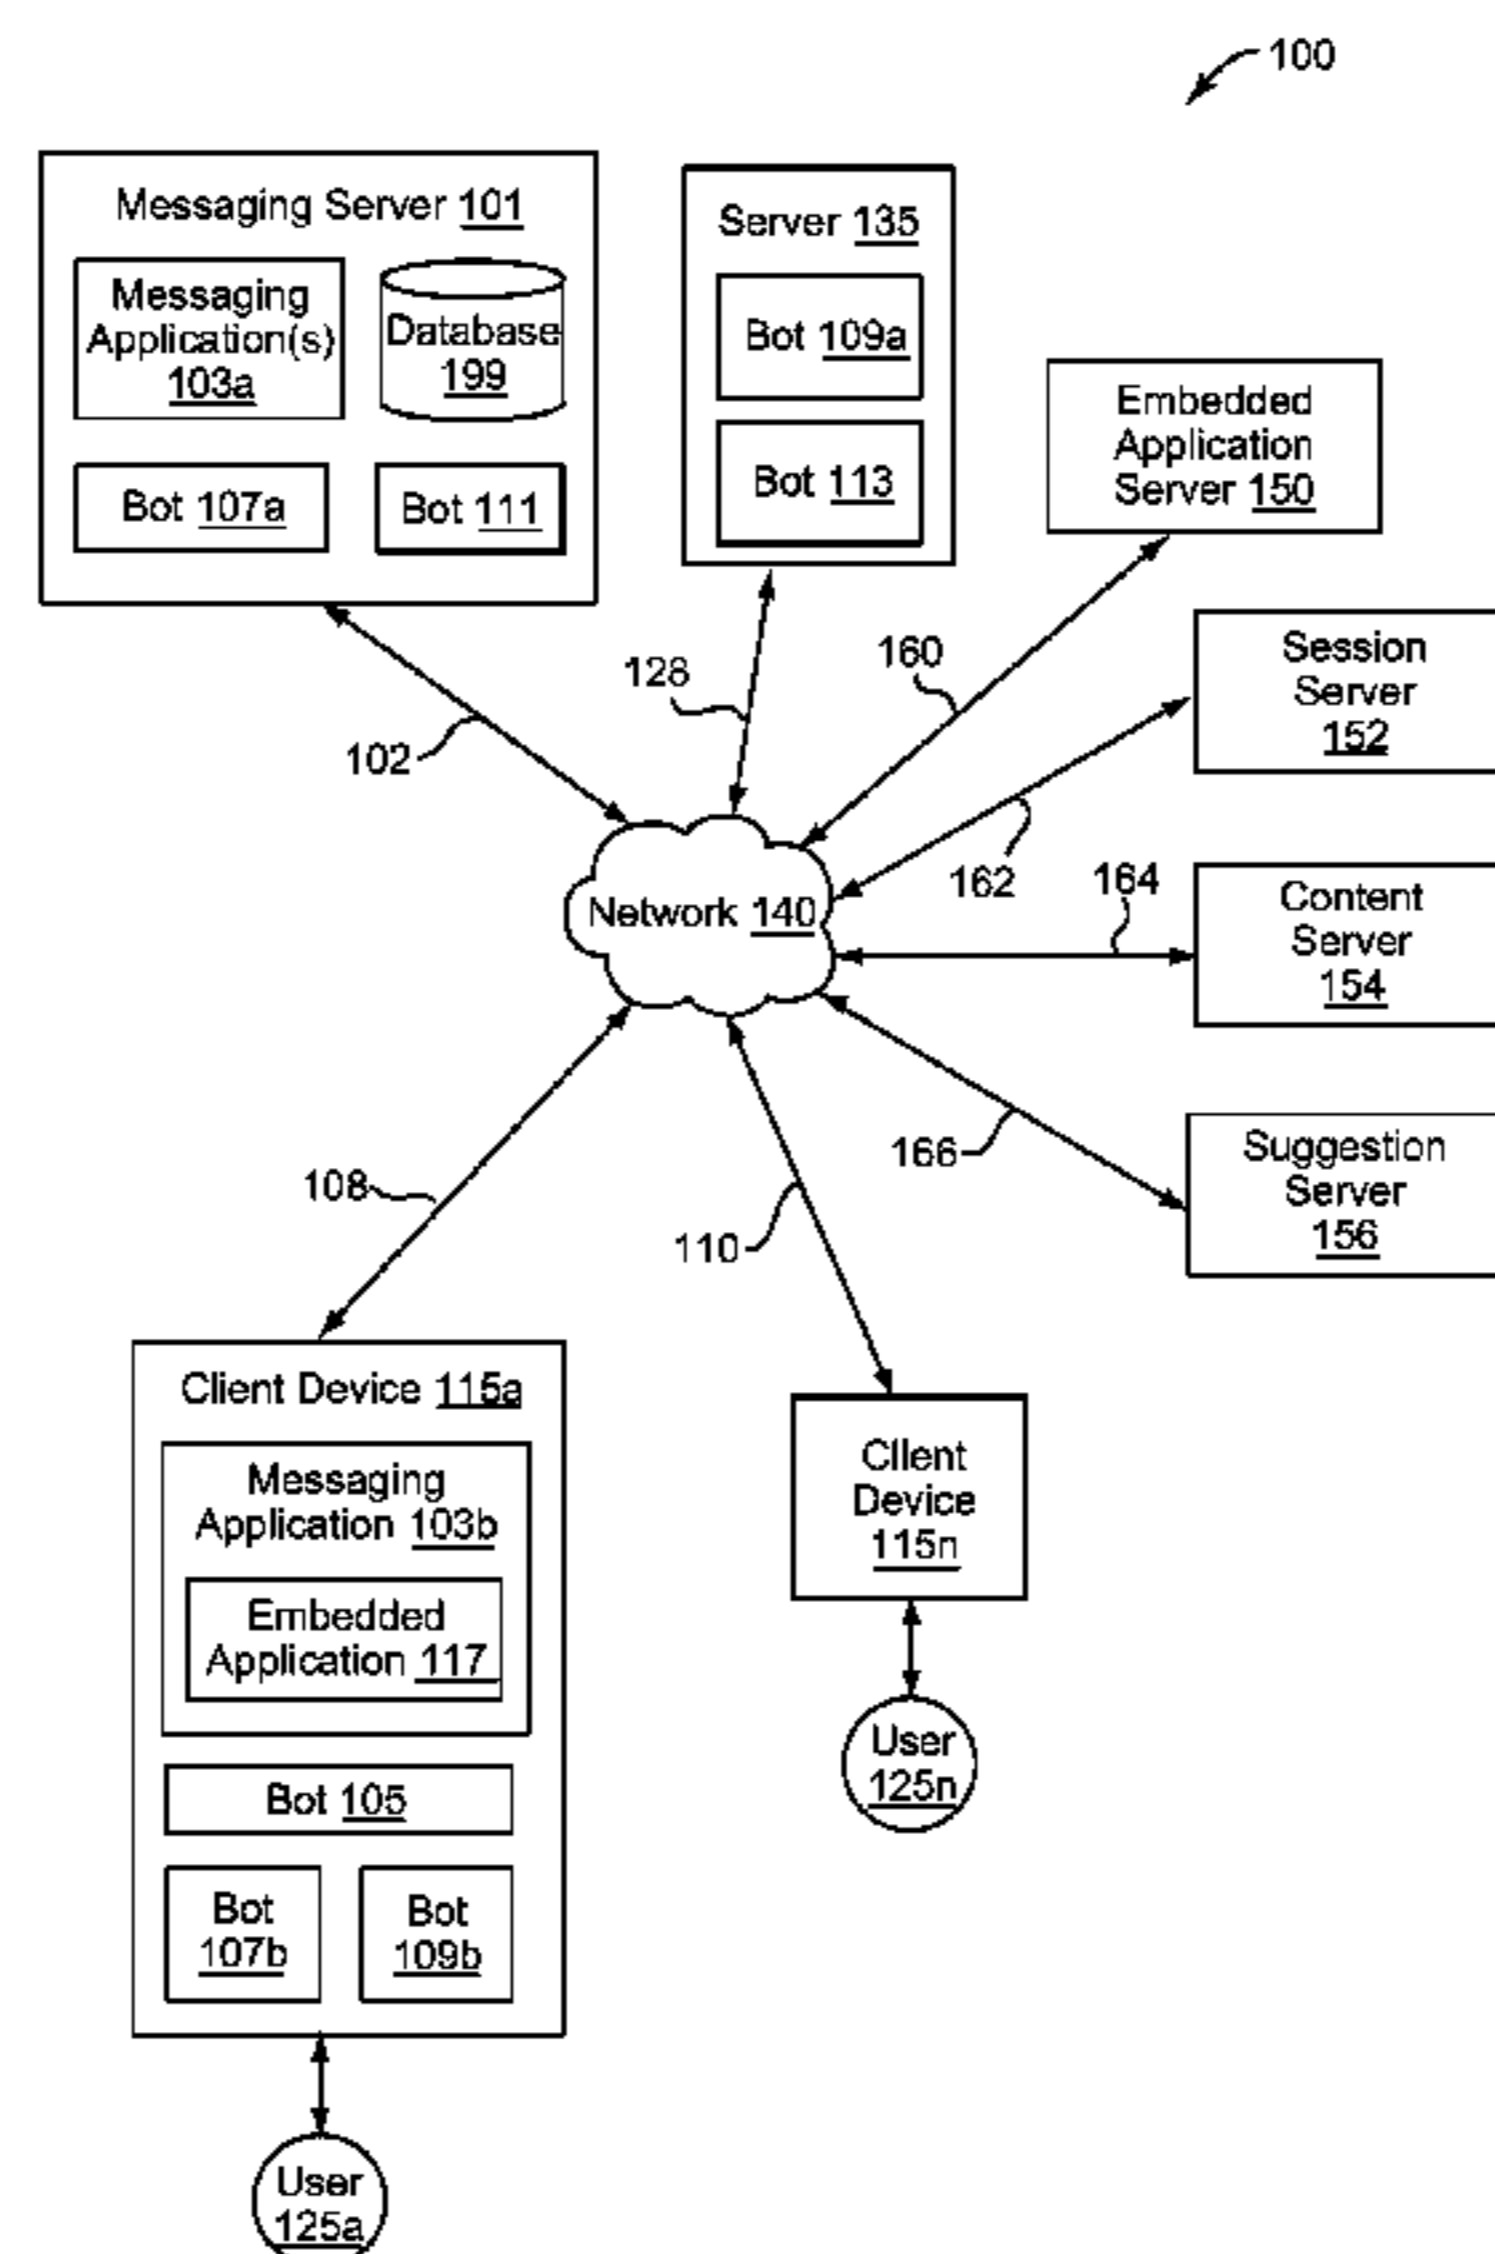 100
Messaging Server 101
Messaging
Application(s)
103a
Database
199
Bot 107a
Bot 111
Server 135
Bot 109a
Bot 113
Embedded
Application
Server 150
Session
Server
152
Content
Server
154
Suggestion
Server
156
102
128
160
162
164
166
Network 140
108
110
Client Device 115a
Messaging
Application 103b
Embedded
Application 117
Bot 105
Bot
107b
Bot
109b
User
125a
Client
Device
115n
User
125n